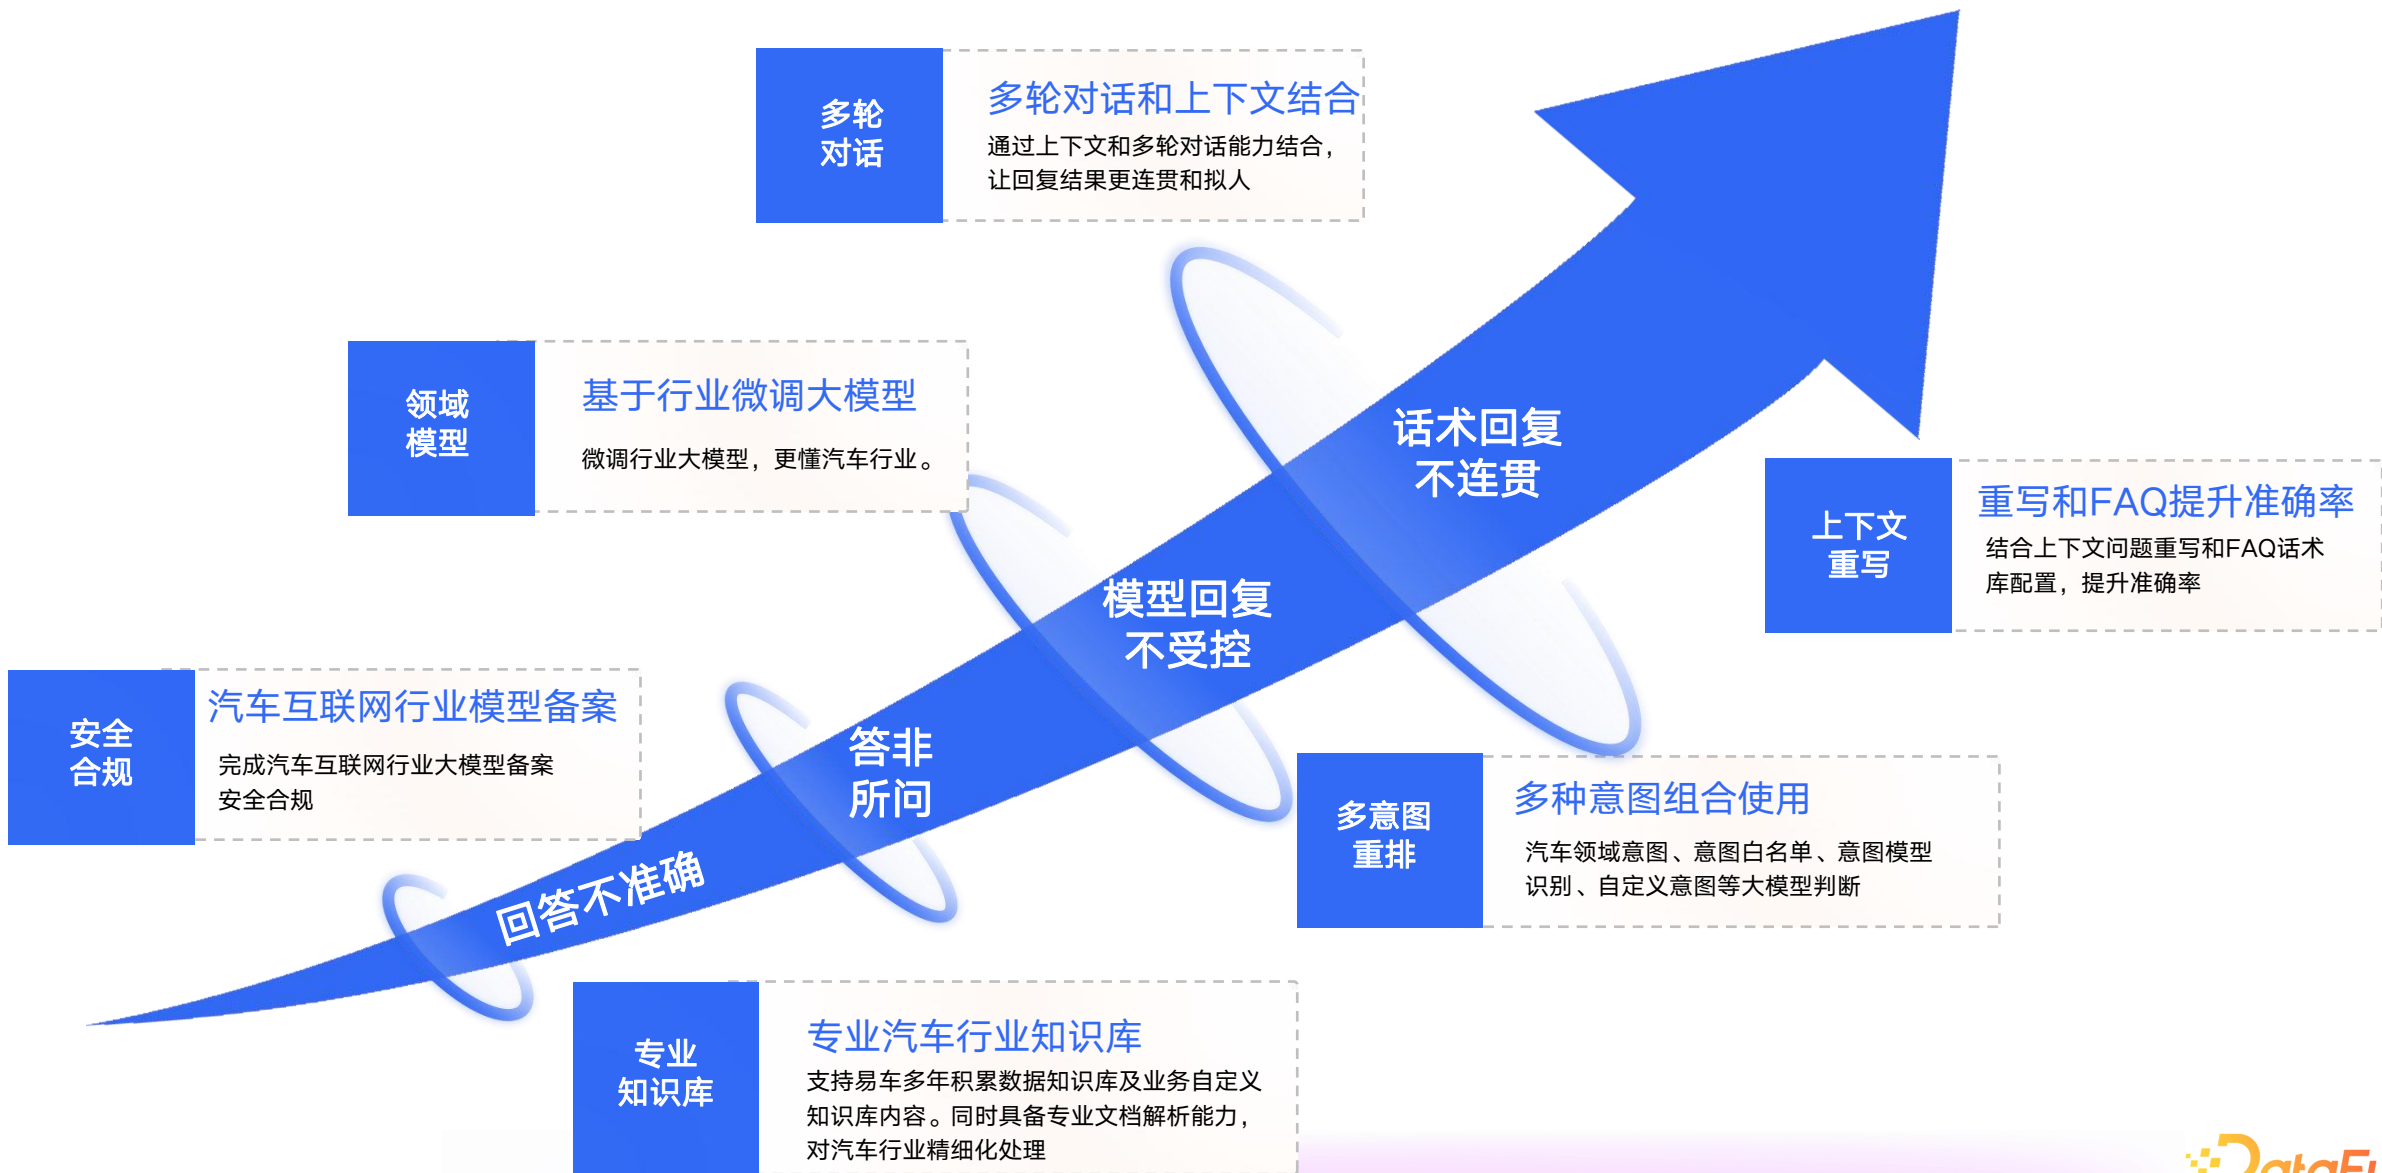 多轮
对话
多轮对话和上下文结合
通过上下文和多轮对话能力结合，
让回复结果更连贯和拟人
领域
模型
基于行业微调大模型
微调行业大模型，更懂汽车行业。
话术回复
不连贯
上下文
重写
重写和FAQ提升准确率
结合上下文问题重写和FAQ话术
库配置，提升准确率
模型回复
不受控
安全
合规
汽车互联网行业模型备案
完成汽车互联网行业大模型备案
安全合规
答非
所问
多意图
重排
多种意图组合使用
汽车领域意图、意图白名单、意图模型
识别、自定义意图等大模型判断
回答不准确
专业
知识库
专业汽车行业知识库
支持易车多年积累数据知识库及业务自定义
知识库内容。同时具备专业文档解析能力，
对汽车行业精细化处理